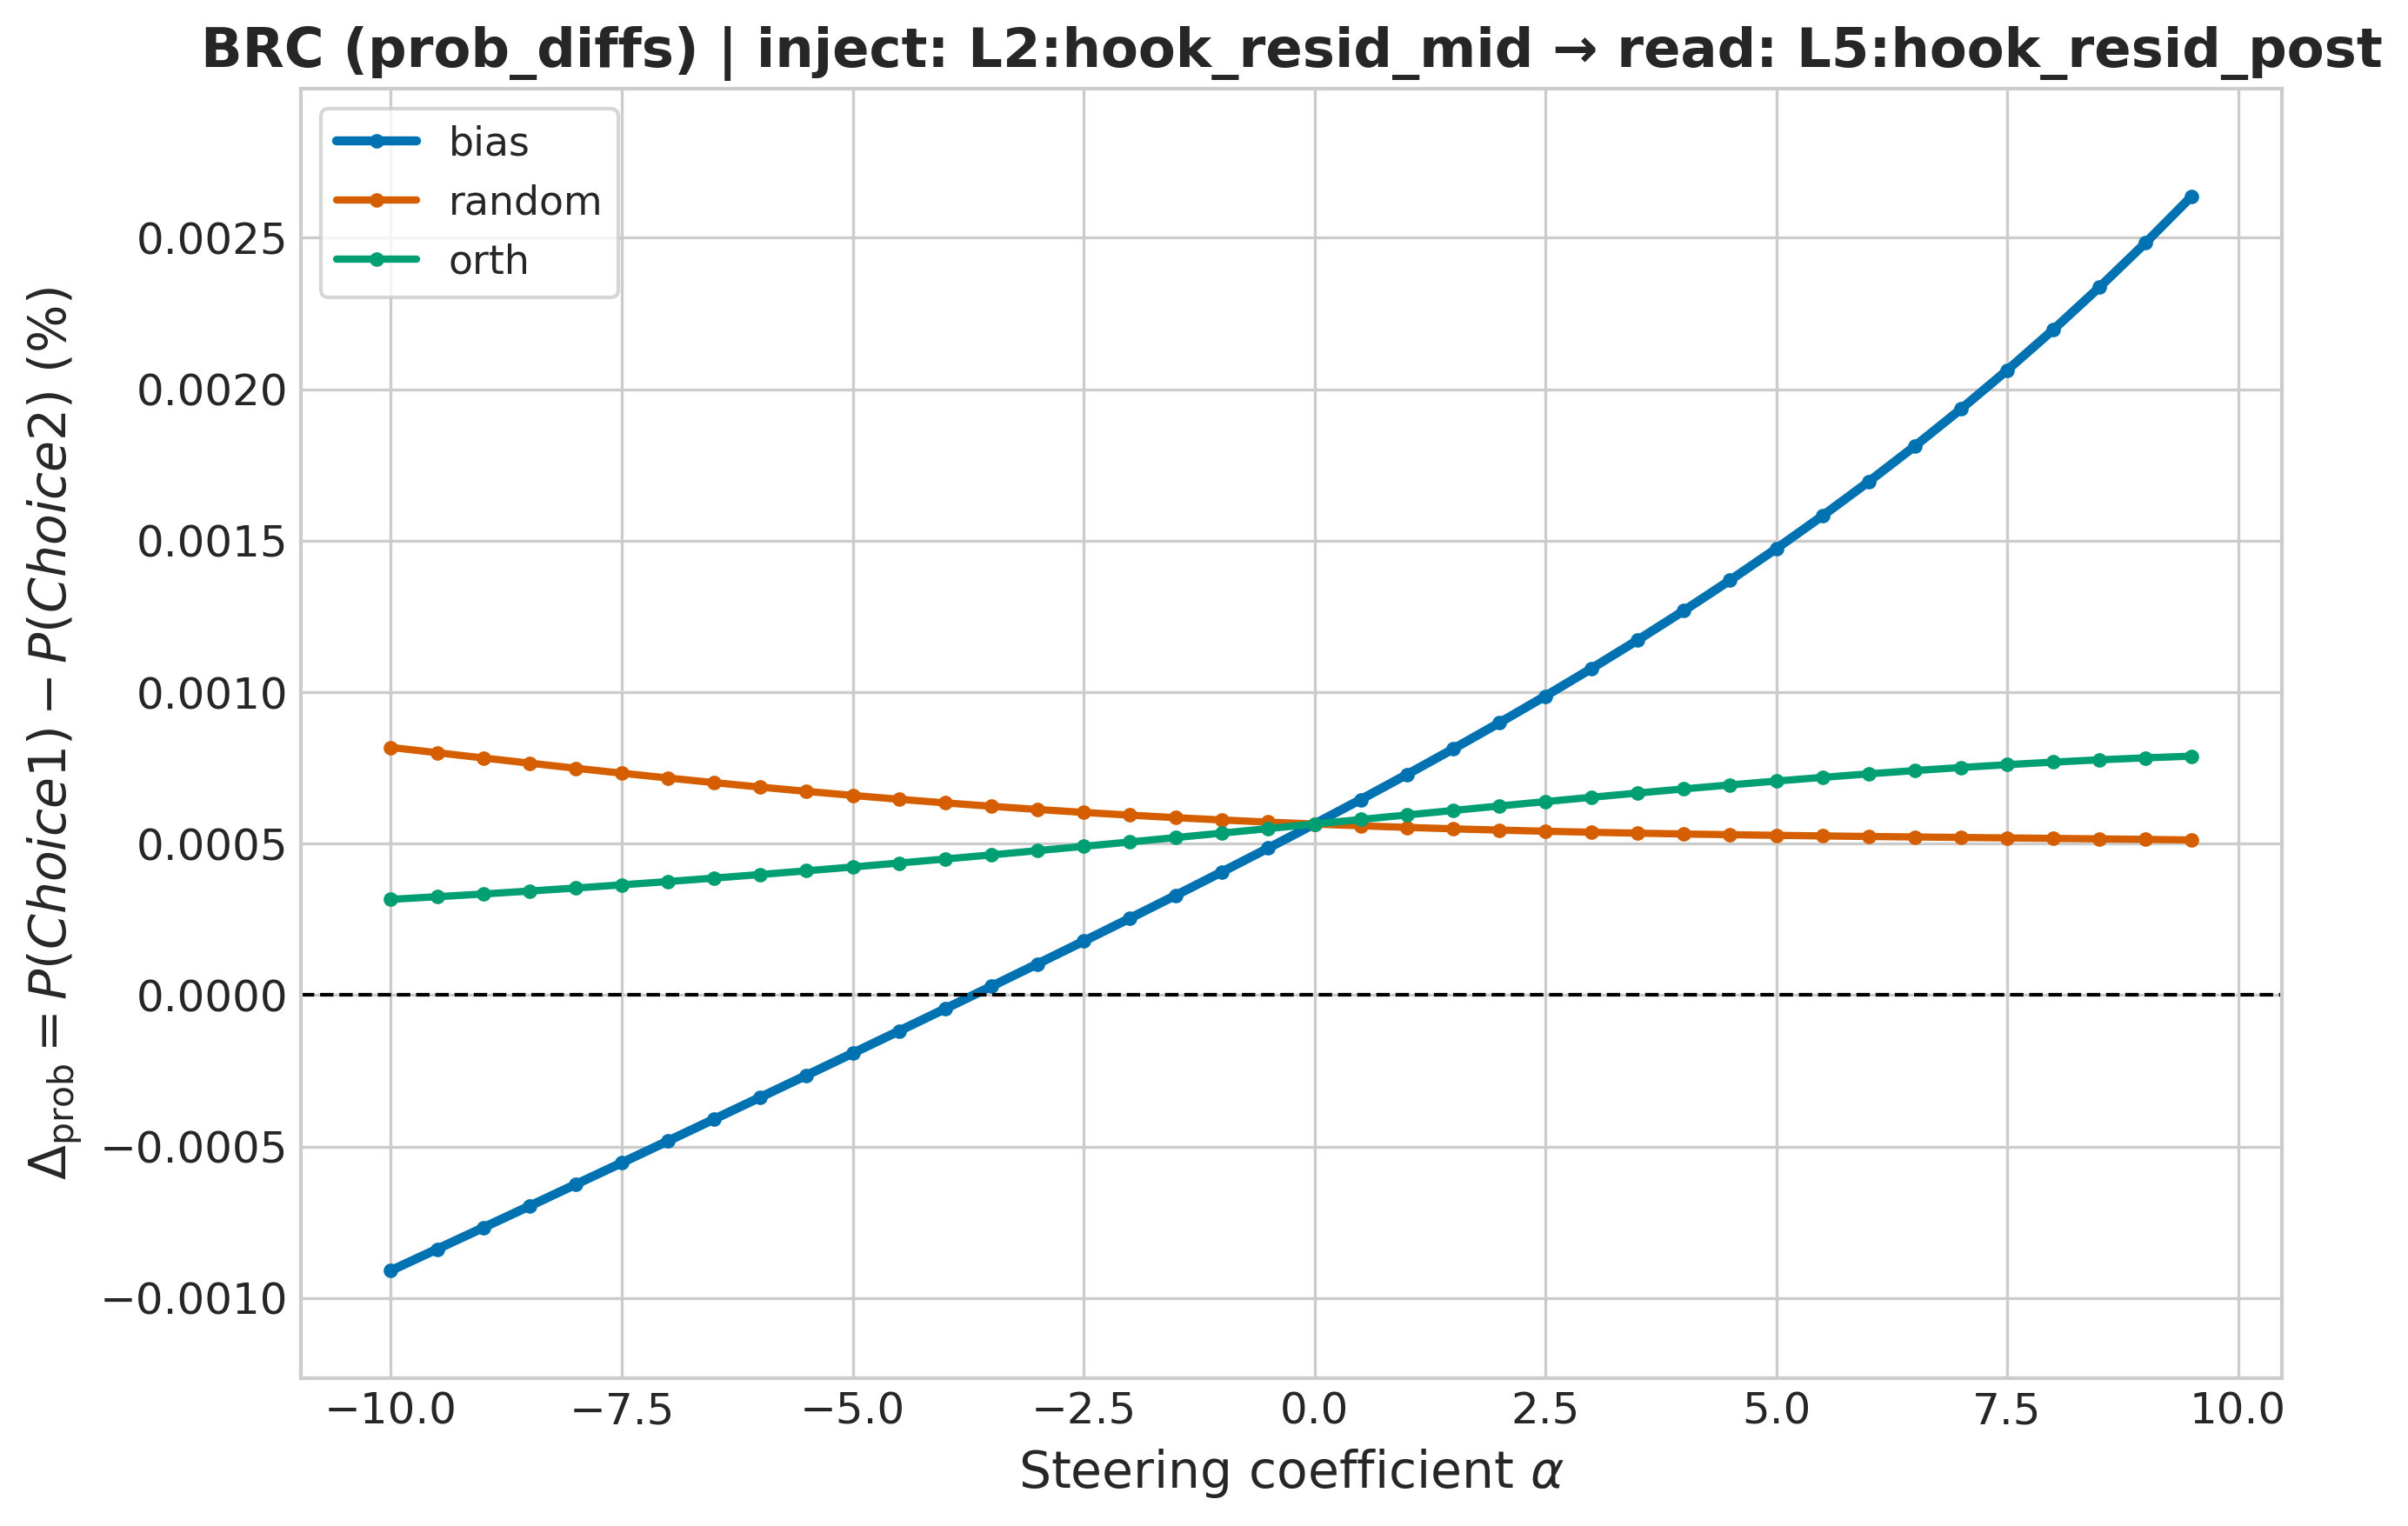 BRC (prob_diffs) | inject: L2:hook_resid_mid → read: L5:hook_resid_post
bias
random
orth
Δprob = P(Choice1) − P(Choice2) (%)
0.0025
0.0020
0.0015
0.0010
0.0005
0.0000
−0.0005
−0.0010
−10.0 −7.5 −5.0 −2.5 0.0 2.5 5.0 7.5 10.0
Steering coefficient α